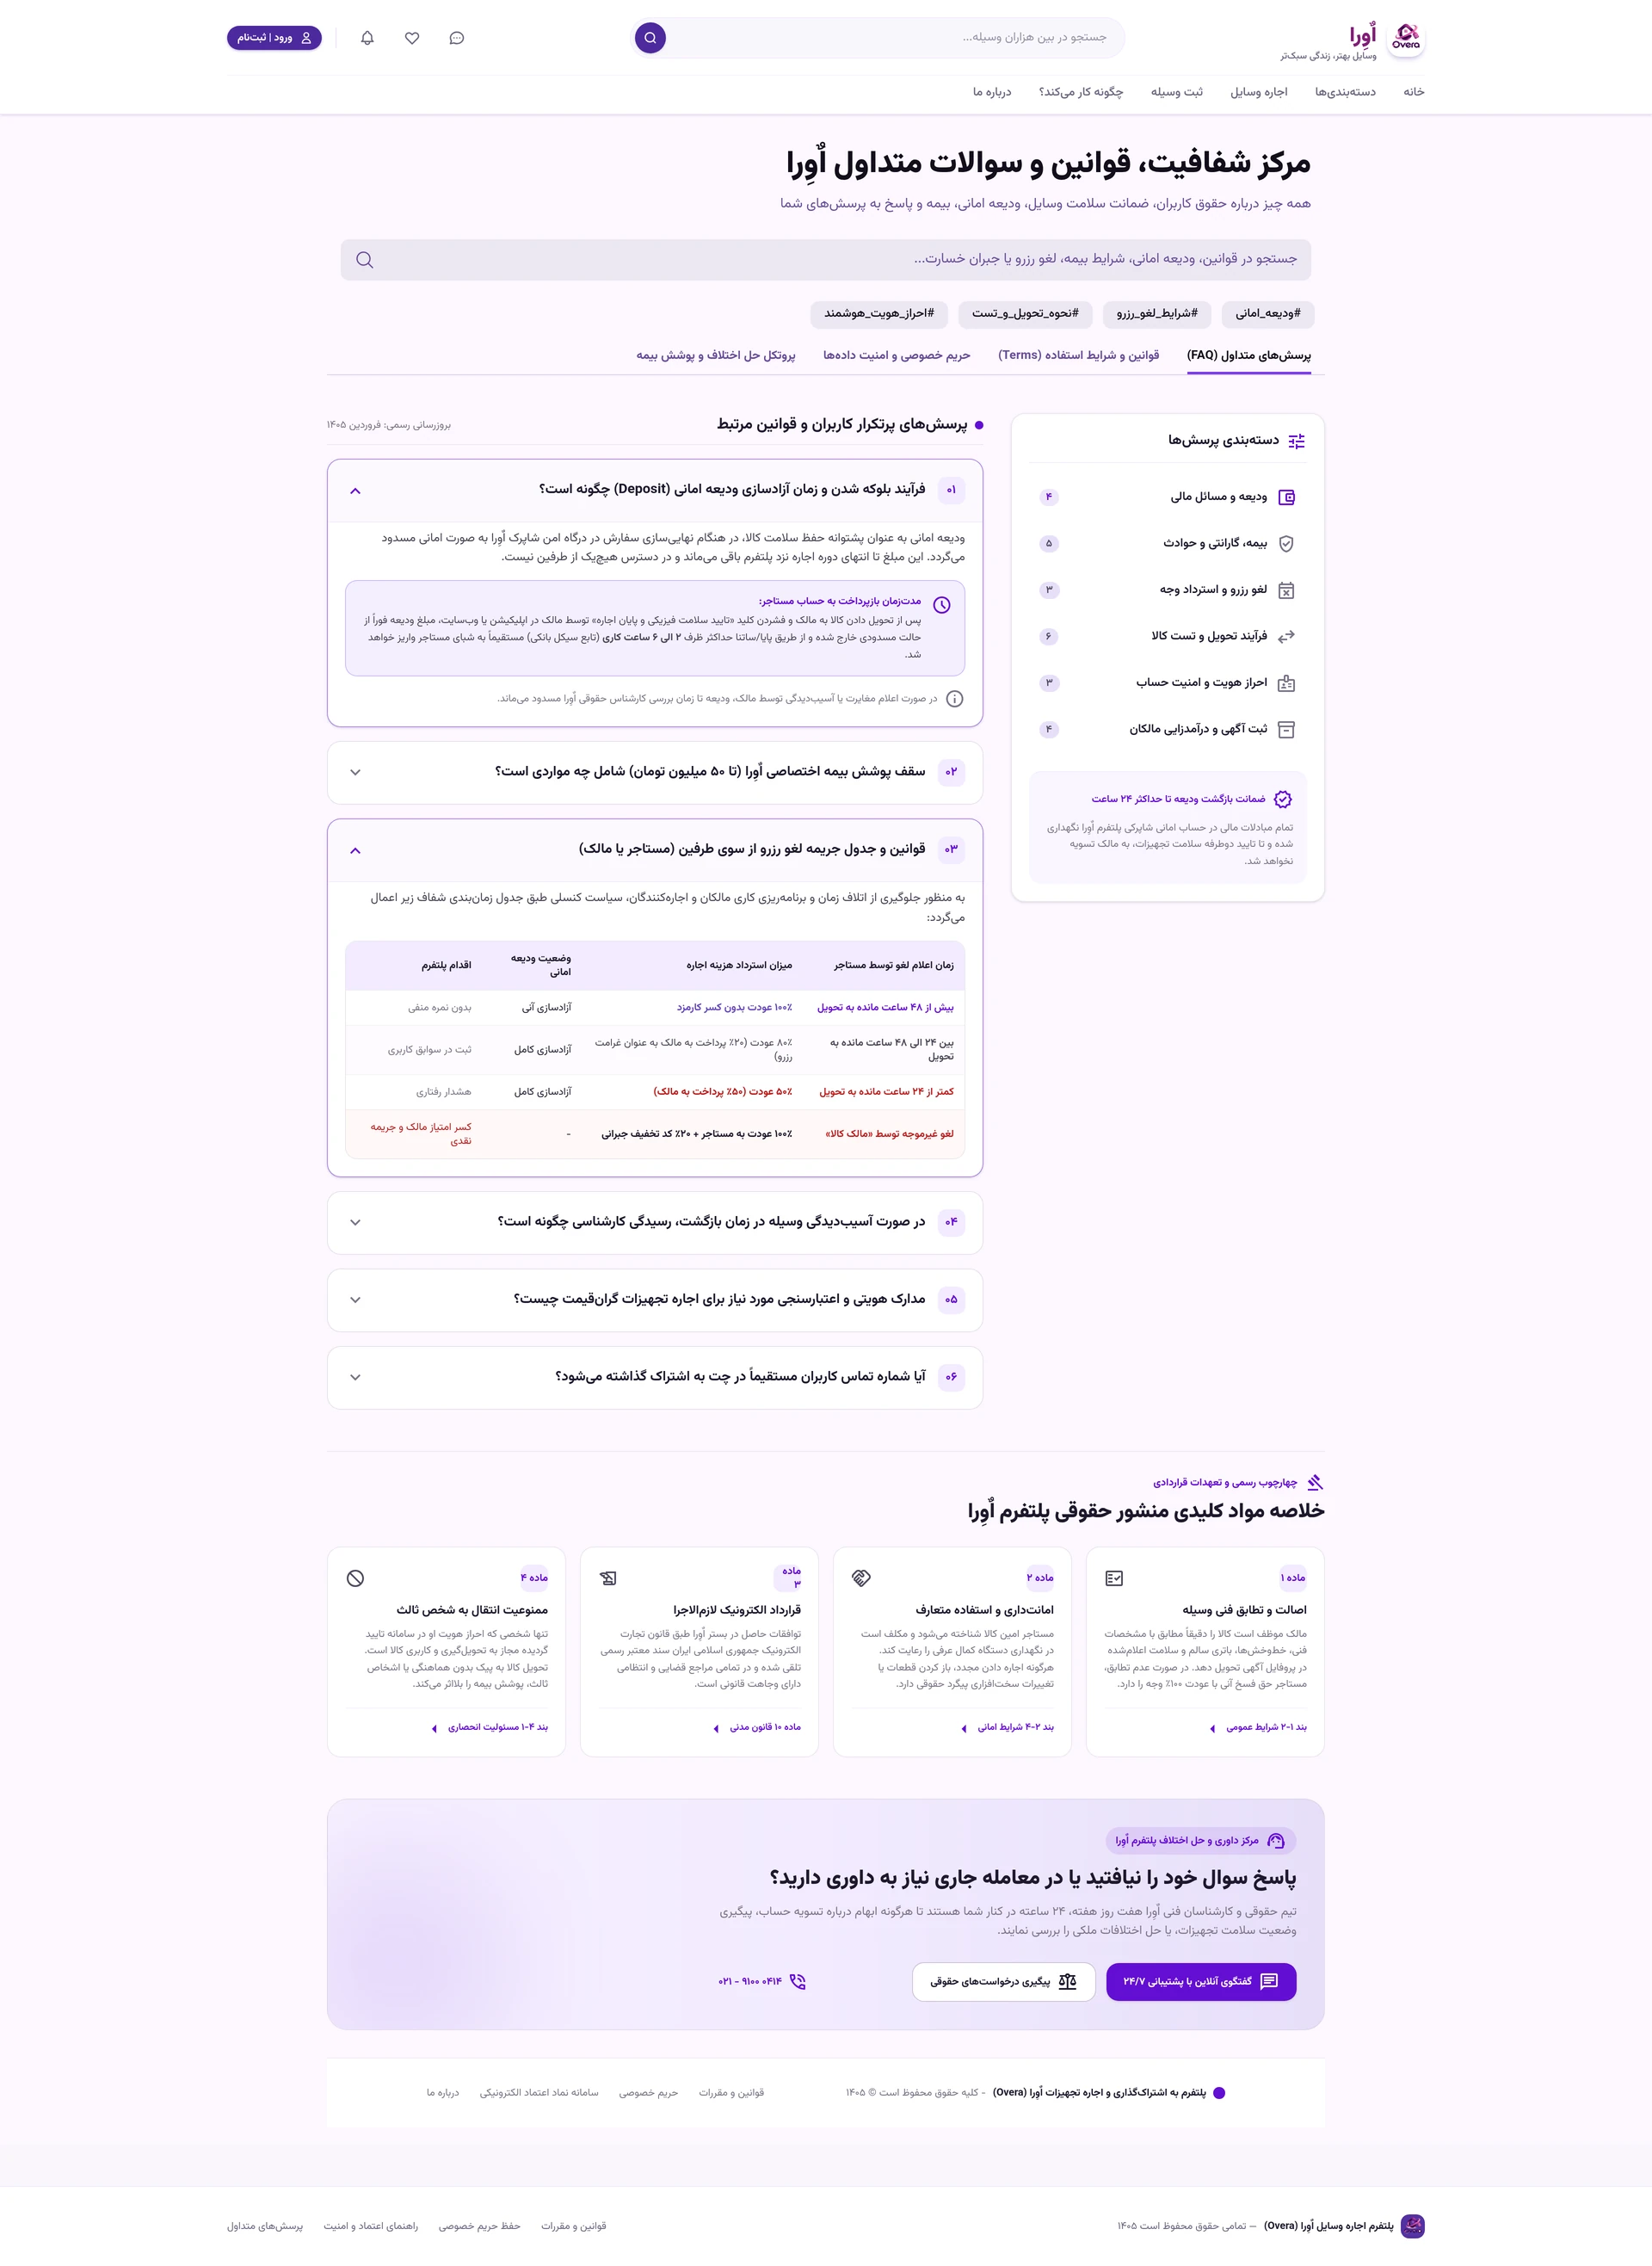 Overa
اُورا
وسایل بهتر، زندگی سبک‌تر
جستجو در بین هزاران وسیله...
ورود | ثبت‌نام
خانه
دسته‌بندی‌ها
اجاره وسایل
ثبت وسیله
چگونه کار می‌کند؟
درباره ما
مرکز شفافیت، قوانین و سوالات متداول اُوِرا
همه چیز درباره حقوق کاربران، ضمانت سلامت وسایل، ودیعه امانی، بیمه و پاسخ به پرسش‌های شما
جستجو در قوانین، ودیعه امانی، شرایط بیمه، لغو رزرو یا جبران خسارت...
#ودیعه_امانی
#شرایط_لغو_رزرو
#نحوه_تحویل_و_تست
#احراز_هویت_هوشمند
پرسش‌های متداول (FAQ)
قوانین و شرایط استفاده (Terms)
حریم خصوصی و امنیت داده‌ها
پروتکل حل اختلاف و پوشش بیمه
دسته‌بندی پرسش‌ها
ودیعه و مسائل مالی
۴
بیمه، گارانتی و حوادث
۵
لغو رزرو و استرداد وجه
۳
فرآیند تحویل و تست کالا
۶
احراز هویت و امنیت حساب
۳
ثبت آگهی و درآمدزایی مالکان
۴
ضمانت بازگشت ودیعه تا حداکثر ۲۴ ساعت
تمام مبادلات مالی در حساب امانی شاپرکی پلتفرم اُوِرا نگهداری
شده و تا تایید دوطرفه سلامت تجهیزات، به مالک تسویه
نخواهد شد.
پرسش‌های پرتکرار کاربران و قوانین مرتبط
بروزرسانی رسمی: فروردین ۱۴۰۵
۰۱
فرآیند بلوکه شدن و زمان آزادسازی ودیعه امانی (Deposit) چگونه است؟
ودیعه امانی به عنوان پشتوانه حفظ سلامت کالا، در هنگام نهایی‌سازی سفارش در درگاه امن شاپرک اُوِرا به صورت امانی مسدود
می‌گردد. این مبلغ تا انتهای دوره اجاره نزد پلتفرم باقی می‌ماند و در دسترس هیچ‌یک از طرفین نیست.
مدت‌زمان بازپرداخت به حساب مستاجر:
پس از تحویل دادن کالا به مالک و فشردن کلید «تایید سلامت فیزیکی و پایان اجاره» توسط مالک در اپلیکیشن یا وب‌سایت، مبلغ ودیعه فوراً از
حالت مسدودی خارج شده و از طریق پایا/ساتنا حداکثر ظرف ۲ الی ۶ ساعت کاری (تابع سیکل بانکی) مستقیماً به شبای مستاجر واریز خواهد
شد.
در صورت اعلام مغایرت یا آسیب‌دیدگی توسط مالک، ودیعه تا زمان بررسی کارشناس حقوقی اُوِرا مسدود می‌ماند.
۰۲
سقف پوشش بیمه اختصاصی اُوِرا (تا ۵۰ میلیون تومان) شامل چه مواردی است؟
۰۳
قوانین و جدول جریمه لغو رزرو از سوی طرفین (مستاجر یا مالک)
به منظور جلوگیری از اتلاف زمان و برنامه‌ریزی کاری مالکان و اجاره‌کنندگان، سیاست کنسلی طبق جدول زمان‌بندی شفاف زیر اعمال
می‌گردد:
زمان اعلام لغو توسط مستاجر
میزان استرداد هزینه اجاره
وضعیت ودیعه
امانی
اقدام پلتفرم
بیش از ۴۸ ساعت مانده به تحویل
۱۰۰٪ عودت بدون کسر کارمزد
آزادسازی آنی
بدون نمره منفی
بین ۲۴ الی ۴۸ ساعت مانده به
تحویل
۸۰٪ عودت (۲۰٪ پرداخت به مالک به عنوان غرامت
رزرو)
آزادسازی کامل
ثبت در سوابق کاربری
کمتر از ۲۴ ساعت مانده به تحویل
۵۰٪ عودت (۵۰٪ پرداخت به مالک)
آزادسازی کامل
هشدار رفتاری
لغو غیرموجه توسط «مالک کالا»
۱۰۰٪ عودت به مستاجر + ۲۰٪ کد تخفیف جبرانی
-
کسر امتیاز مالک و جریمه
نقدی
۰۴
در صورت آسیب‌دیدگی وسیله در زمان بازگشت، رسیدگی کارشناسی چگونه است؟
۰۵
مدارک هویتی و اعتبارسنجی مورد نیاز برای اجاره تجهیزات گران‌قیمت چیست؟
۰۶
آیا شماره تماس کاربران مستقیماً در چت به اشتراک گذاشته می‌شود؟
چهارچوب رسمی و تعهدات قراردادی
خلاصه مواد کلیدی منشور حقوقی پلتفرم اُوِرا
ماده ۱
اصالت و تطابق فنی وسیله
مالک موظف است کالا را دقیقاً مطابق با مشخصات
فنی، خط‌وخش‌ها، باتری سالم و سلامت اعلام‌شده
در پروفایل آگهی تحویل دهد. در صورت عدم تطابق،
مستاجر حق فسخ آنی با عودت ۱۰۰٪ وجه را دارد.
بند ۱-۲ شرایط عمومی
ماده ۲
امانت‌داری و استفاده متعارف
مستاجر امین کالا شناخته می‌شود و مکلف است
در نگهداری دستگاه کمال عرفی را رعایت کند.
هرگونه اجاره دادن مجدد، باز کردن قطعات یا
تغییرات سخت‌افزاری پیگرد حقوقی دارد.
بند ۲-۴ شرایط امانی
ماده
۳
قرارداد الکترونیک لازم‌الاجرا
توافقات حاصل در بستر اُوِرا طبق قانون تجارت
الکترونیک جمهوری اسلامی ایران سند معتبر رسمی
تلقی شده و در تمامی مراجع قضایی و انتظامی
دارای وجاهت قانونی است.
ماده ۱۰ قانون مدنی
ماده ۴
ممنوعیت انتقال به شخص ثالث
تنها شخصی که احراز هویت او در سامانه تایید
گردیده مجاز به تحویل‌گیری و کاربری کالا است.
تحویل کالا به پیک بدون هماهنگی یا اشخاص
ثالث، پوشش بیمه را بلااثر می‌کند.
بند ۴-۱ مسئولیت انحصاری
مرکز داوری و حل اختلاف پلتفرم اُوِرا
پاسخ سوال خود را نیافتید یا در معامله جاری نیاز به داوری دارید؟
تیم حقوقی و کارشناسان فنی اُوِرا هفت روز هفته، ۲۴ ساعته در کنار شما هستند تا هرگونه ابهام درباره تسویه حساب، پیگیری
وضعیت سلامت تجهیزات، یا حل اختلافات ملکی را بررسی نمایند.
گفتگوی آنلاین با پشتیبانی ۲۴/۷
پیگیری درخواست‌های حقوقی
۰۲۱ - ۹۱۰۰ ۰۴۱۴
پلتفرم به اشتراک‌گذاری و اجاره تجهیزات اُوِرا (Overa) - کلیه حقوق محفوظ است © ۱۴۰۵
قوانین و مقررات
حریم خصوصی
سامانه نماد اعتماد الکترونیکی
درباره ما
پلتفرم اجاره وسایل اُوِرا (Overa) — تمامی حقوق محفوظ است ۱۴۰۵
قوانین و مقررات
حفظ حریم خصوصی
راهنمای اعتماد و امنیت
پرسش‌های متداول